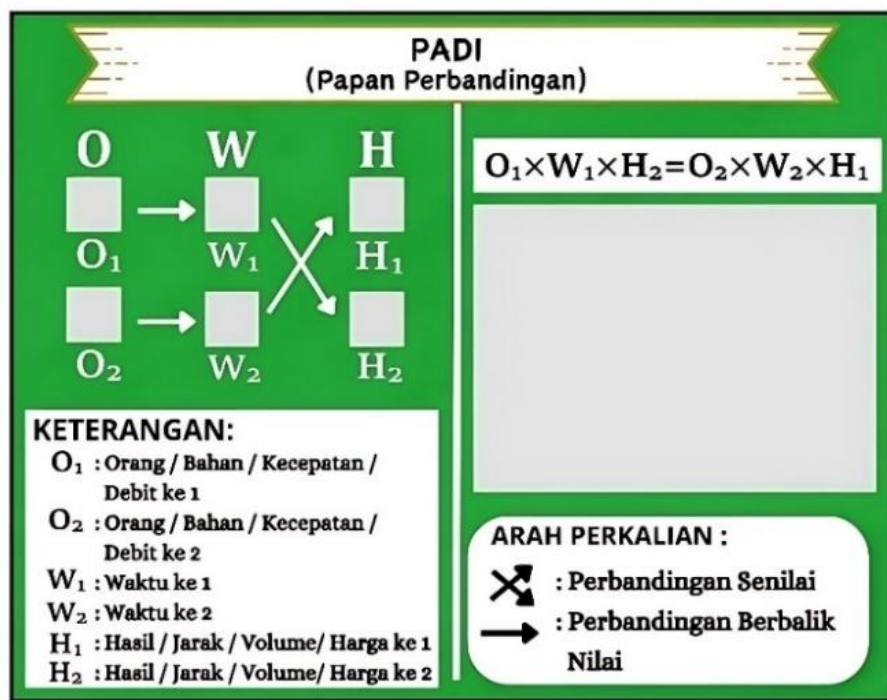 PADI
(Papan Perbandingan)
O W H
O₁ W₁ H₁
O₂ W₂ H₂
KETERANGAN:
O₁ : Orang / Bahan / Kecepatan /
Debit ke 1
O₂ : Orang / Bahan / Kecepatan /
Debit ke 2
W₁ : Waktu ke 1
W₂ : Waktu ke 2
H₁ : Hasil / Jarak / Volume/ Harga ke 1
H₂ : Hasil / Jarak / Volume/ Harga ke 2
O₁×W₁×H₂=O₂×W₂×H₁
ARAH PERKALIAN :
: Perbandingan Senilai
: Perbandingan Berbalik
Nilai